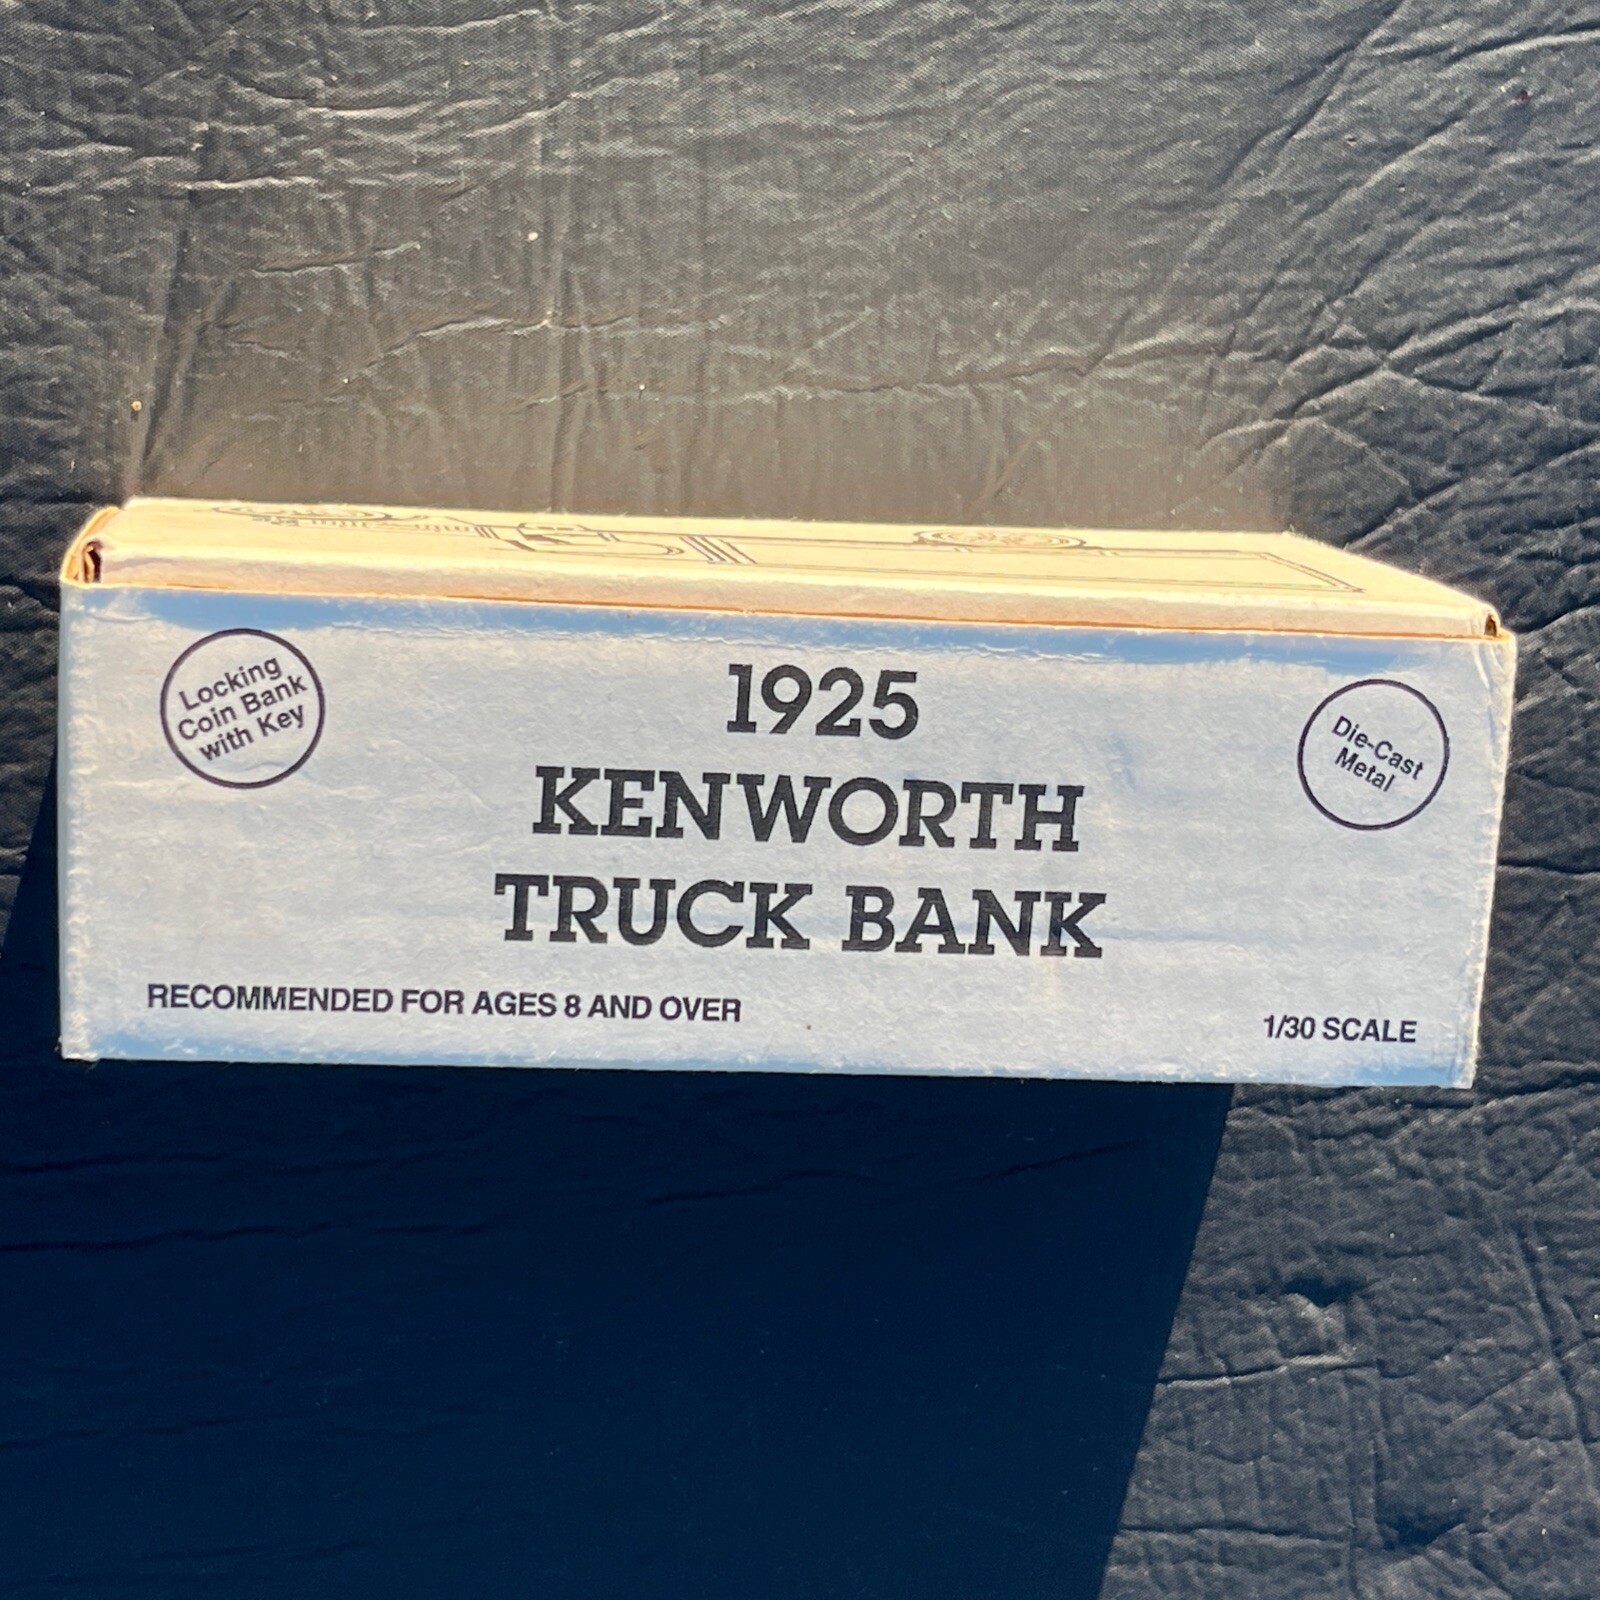 Locking
Coin Bank
with Key
1925
KENWORTH
TRUCK BANK
Die-Cast
Metal
RECOMMENDED FOR AGES 8 AND OVER
1/30 SCALE